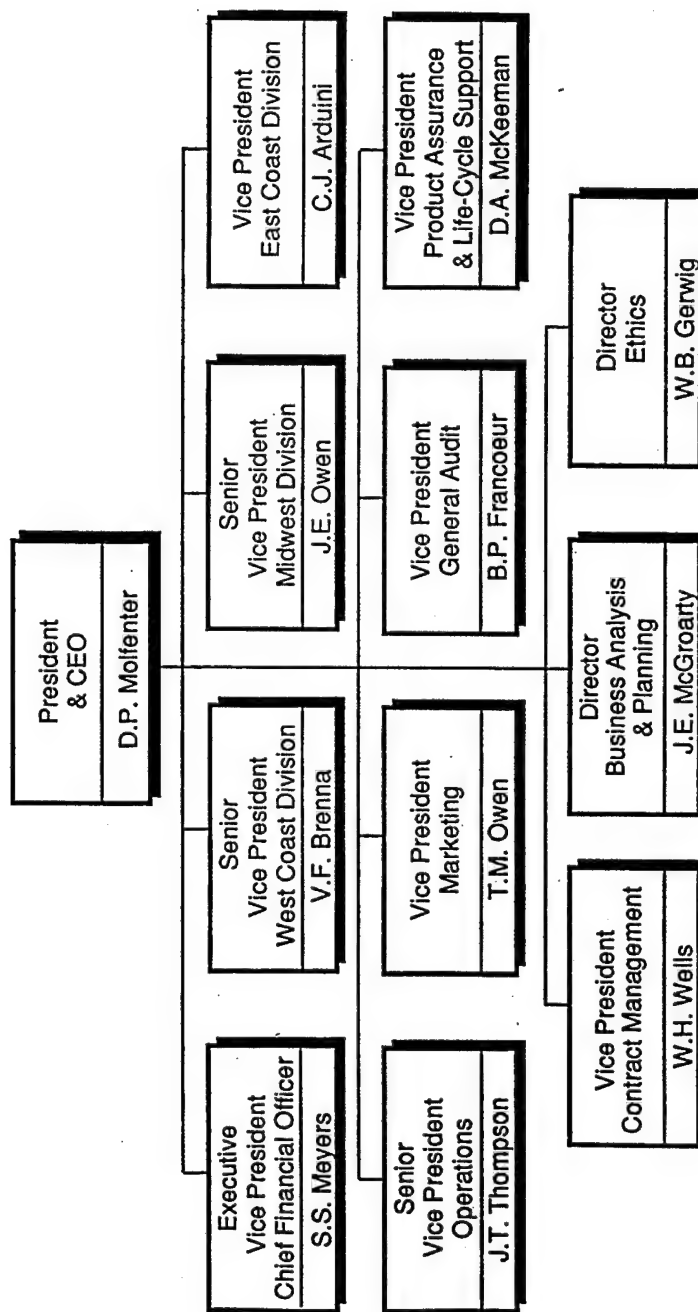 President
& CEO
D.P. Molfenter
Executive
Vice President
Chief Financial Officer
S.S. Meyers
Senior
Vice President
West Coast Division
V.F. Brenna
Senior
Vice President
Midwest Division
J.E. Owen
Vice President
East Coast Division
C.J. Arduini
Senior
Vice President
Operations
J.T. Thompson
Vice President
Marketing
T.M. Owen
Vice President
General Audit
B.P. Francoeur
Vice President
Product Assurance
& Life-Cycle Support
D.A. McKeeman
Vice President
Contract Management
W.H. Wells
Director
Business Analysis
& Planning
J.E. McGroarty
Director
Ethics
W.B. Gerwig